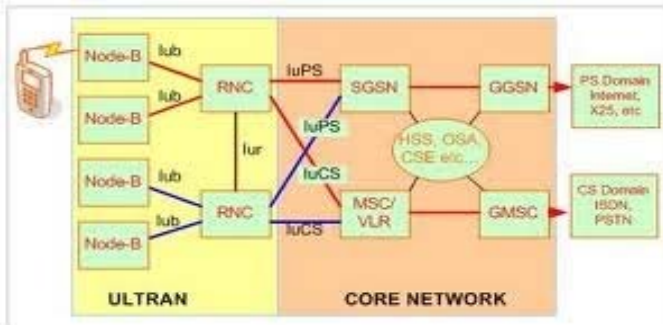 Node-B
Iub
RNC
IuPS
SGSN
GGSN
PS Domain
Internet,
X25, etc
Node-B
Iub
IuPS
Iur
HSS, OSA,
CSE etc...
IuCS
Node-B
Iub
RNC
IuCS
MSC/
VLR
GMSC
CS Domain
ISDN,
PSTN
Node-B
Iub
ULTRAN
CORE NETWORK